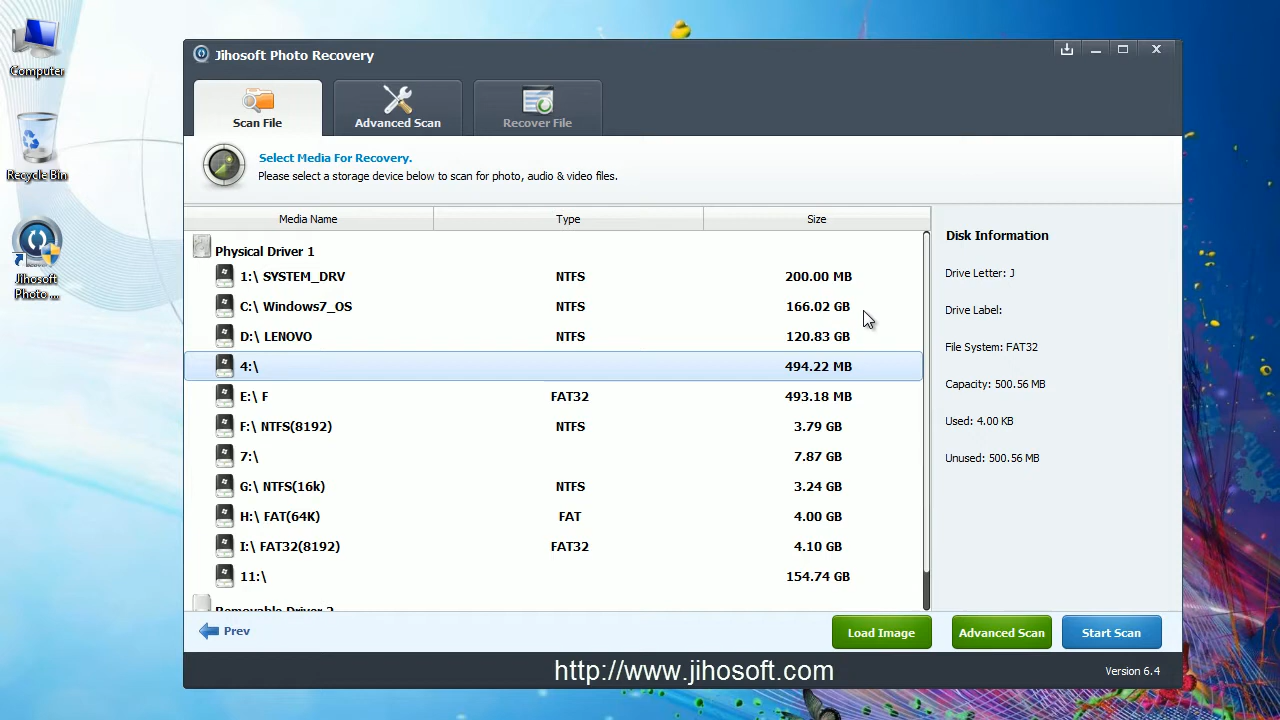 Computer
Recycle Bin
Jihosoft
Photo ...
Jihosoft Photo Recovery
Scan File
Advanced Scan
Recover File
Select Media For Recovery.
Please select a storage device below to scan for photo, audio & video files.
Media Name Type Size
Physical Driver 1
1:\ SYSTEM_DRV NTFS 200.00 MB
C:\ Windows7_OS NTFS 166.02 GB
D:\ LENOVO NTFS 120.83 GB
4:\ 494.22 MB
E:\ F FAT32 493.18 MB
F:\ NTFS(8192) NTFS 3.79 GB
7:\ 7.87 GB
G:\ NTFS(16k) NTFS 3.24 GB
H:\ FAT(64K) FAT 4.00 GB
I:\ FAT32(8192) FAT32 4.10 GB
11:\ 154.74 GB
Removable Driver 2
Disk Information
Drive Letter: J
Drive Label:
File System: FAT32
Capacity: 500.56 MB
Used: 4.00 KB
Unused: 500.56 MB
Prev
Load Image
Advanced Scan
Start Scan
http://www.jihosoft.com
Version 6.4